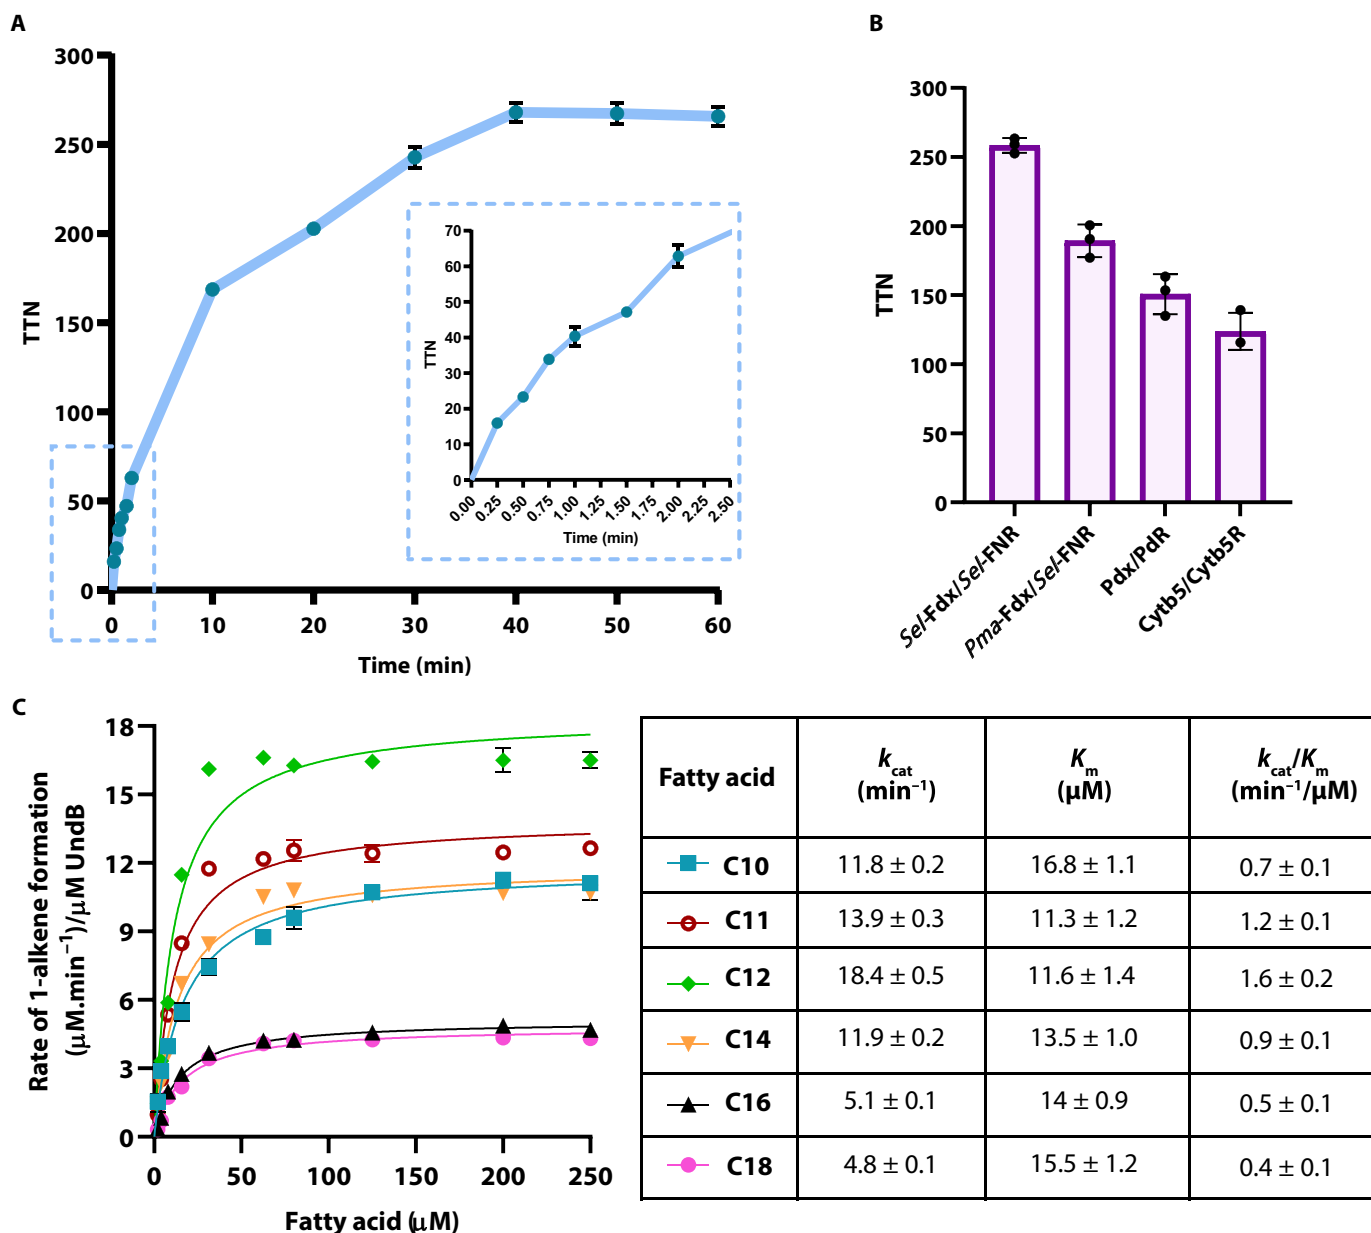 A
300
250
200
150
100
50
0
TTN
0 10 20 30 40 50 60
Time (min)
70
60
50
40
30
20
10
0
TTN
0.00 0.25 0.50 0.75 1.00 1.25 1.50 1.75 2.00 2.25 2.50
Time (min)
B
300
250
200
150
100
50
0
TTN
Sel-Fdx/Sel-FNR
Pma-Fdx/Sel-FNR
Pdx/PdR
Cytb5/Cytb5R
C
18
15
12
9
6
3
0
Rate of 1-alkene formation
(μM.min⁻¹)/μM UndB
0 50 100 150 200 250
Fatty acid (μM)
Fatty acid kcat (min⁻¹) Km (μM) kcat/Km (min⁻¹/μM)
C10 11.8 ± 0.2 16.8 ± 1.1 0.7 ± 0.1
C11 13.9 ± 0.3 11.3 ± 1.2 1.2 ± 0.1
C12 18.4 ± 0.5 11.6 ± 1.4 1.6 ± 0.2
C14 11.9 ± 0.2 13.5 ± 1.0 0.9 ± 0.1
C16 5.1 ± 0.1 14 ± 0.9 0.5 ± 0.1
C18 4.8 ± 0.1 15.5 ± 1.2 0.4 ± 0.1